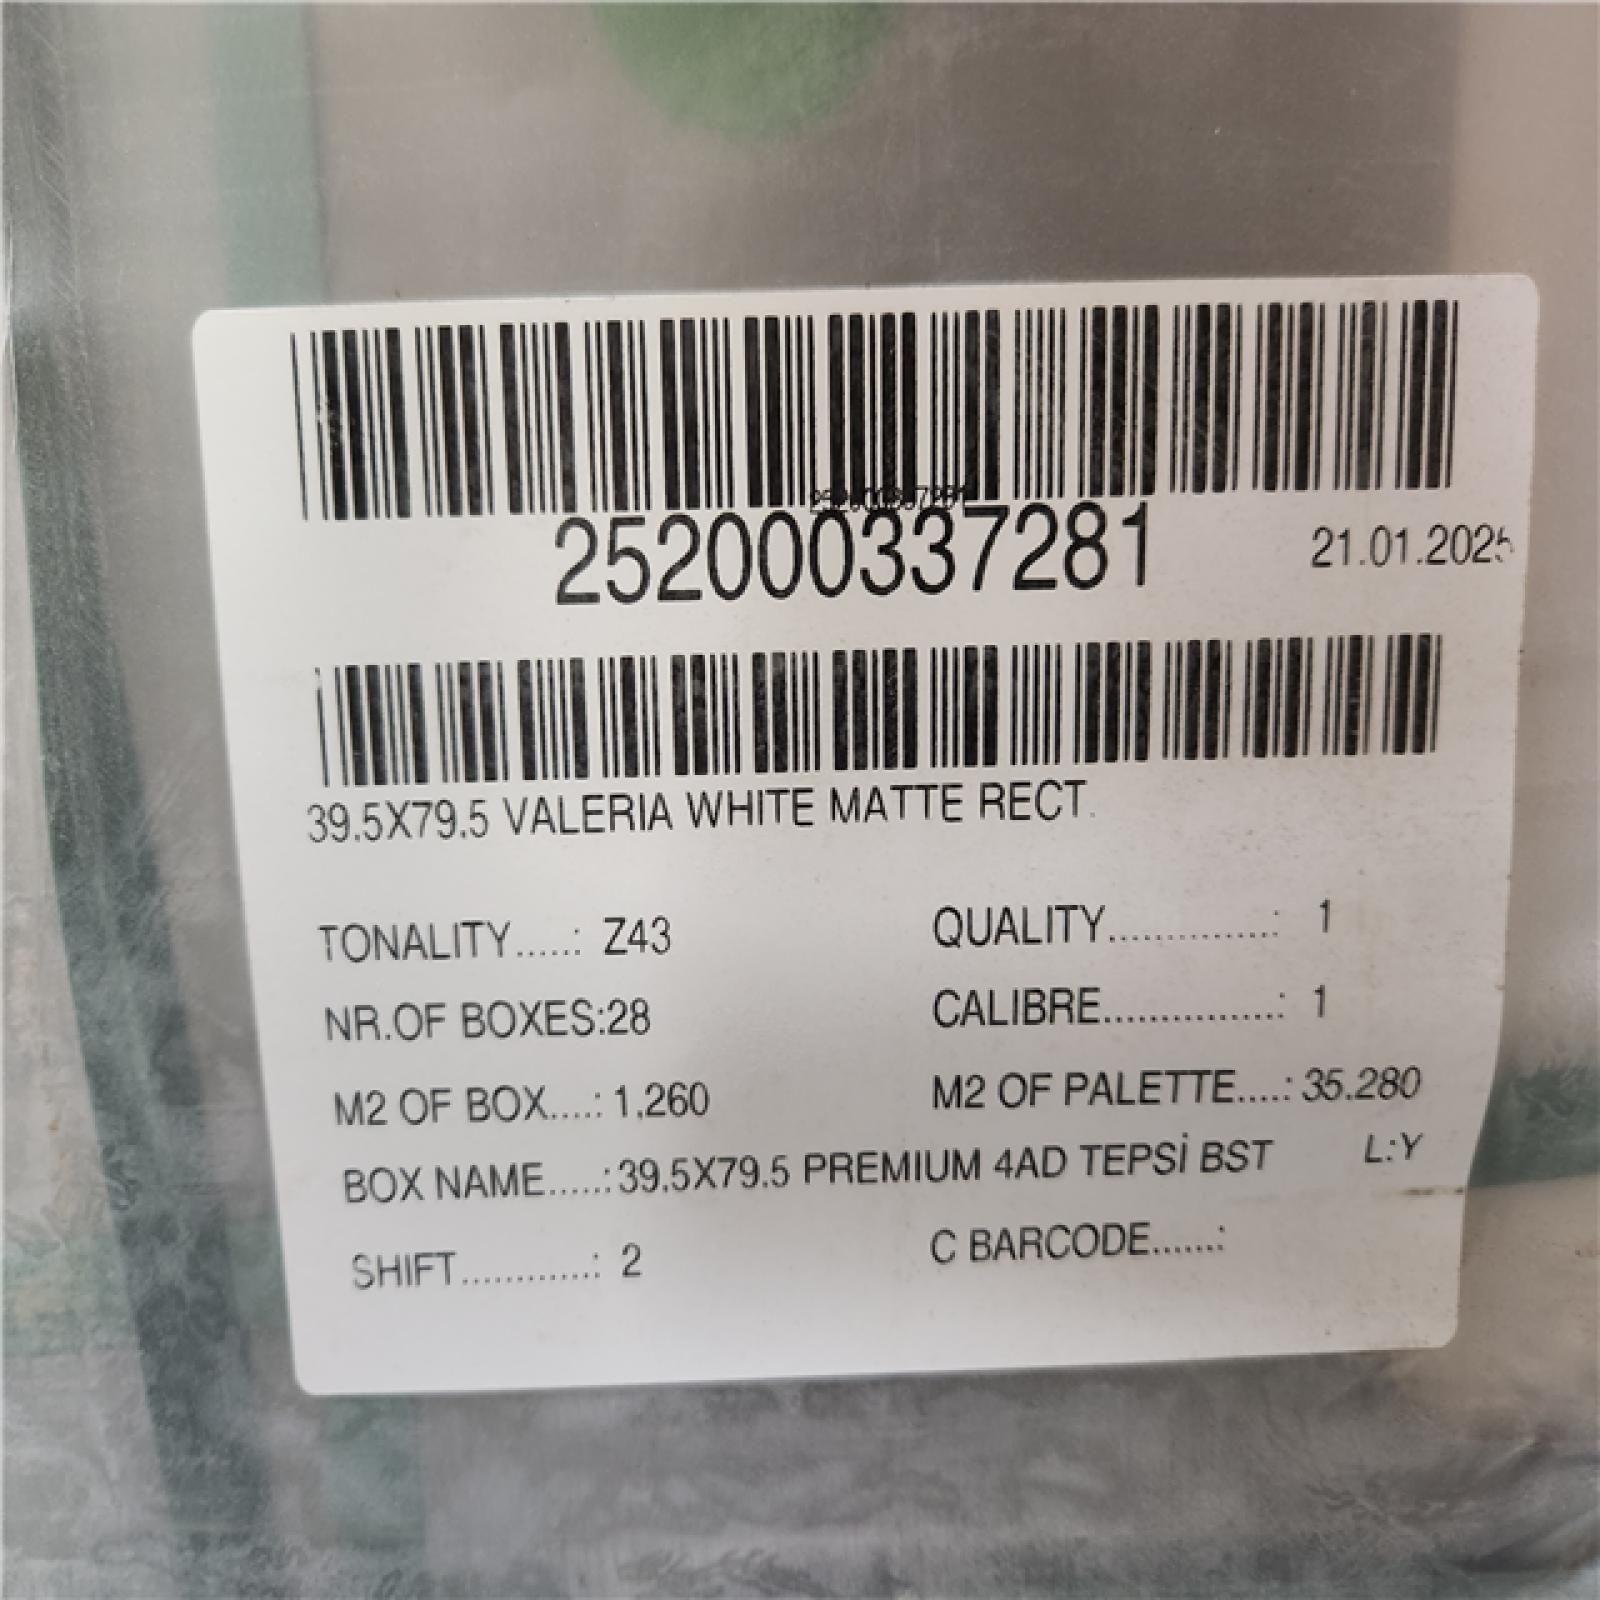 252000337281
252000337281 21.01.2025
39.5X79.5 VALERIA WHITE MATTE RECT.
TONALITY.....: Z43 QUALITY..............: 1
NR.OF BOXES:28 CALIBRE................: 1
M2 OF BOX....: 1,260 M2 OF PALETTE....: 35.280
BOX NAME.....:39.5X79.5 PREMIUM 4AD TEPSİ BST L:Y
SHIFT............: 2 C BARCODE......: